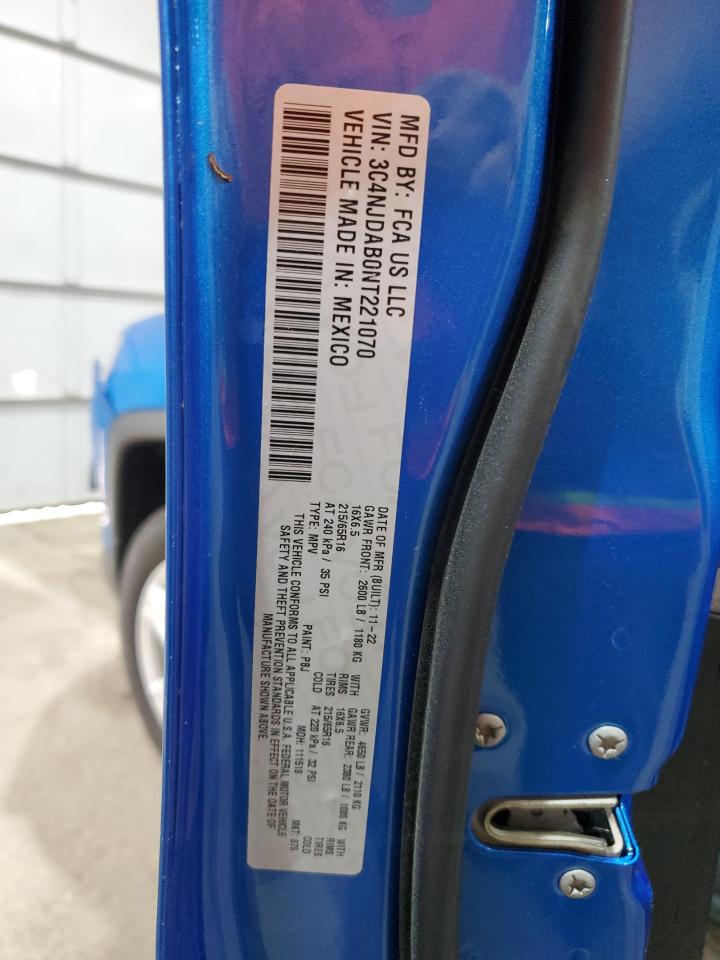 MFD BY: FCA US LLC
VIN: 3C4NJDAB0NT221070
VEHICLE MADE IN: MEXICO
DATE OF MFR (BUILT): 11-22 GVWR: 4650 LB / 2110 KG
GAWR FRONT: 2600 LB / 1180 KG WITH GAWR REAR: 2380 LB / 1080 KG WITH
16X6.5 RIMS 16X6.5 RIMS
215/65R16 TIRES 215/65R16 TIRES
AT 240 kPa / 35 PSI COLD AT 220 kPa / 32 PSI COLD
TYPE: MPV PAINT: PBJ MDH: 111518 MKT: 875
THIS VEHICLE CONFORMS TO ALL APPLICABLE U.S.A. FEDERAL MOTOR VEHICLE
SAFETY AND THEFT PREVENTION STANDARDS IN EFFECT ON THE DATE OF
MANUFACTURE SHOWN ABOVE.